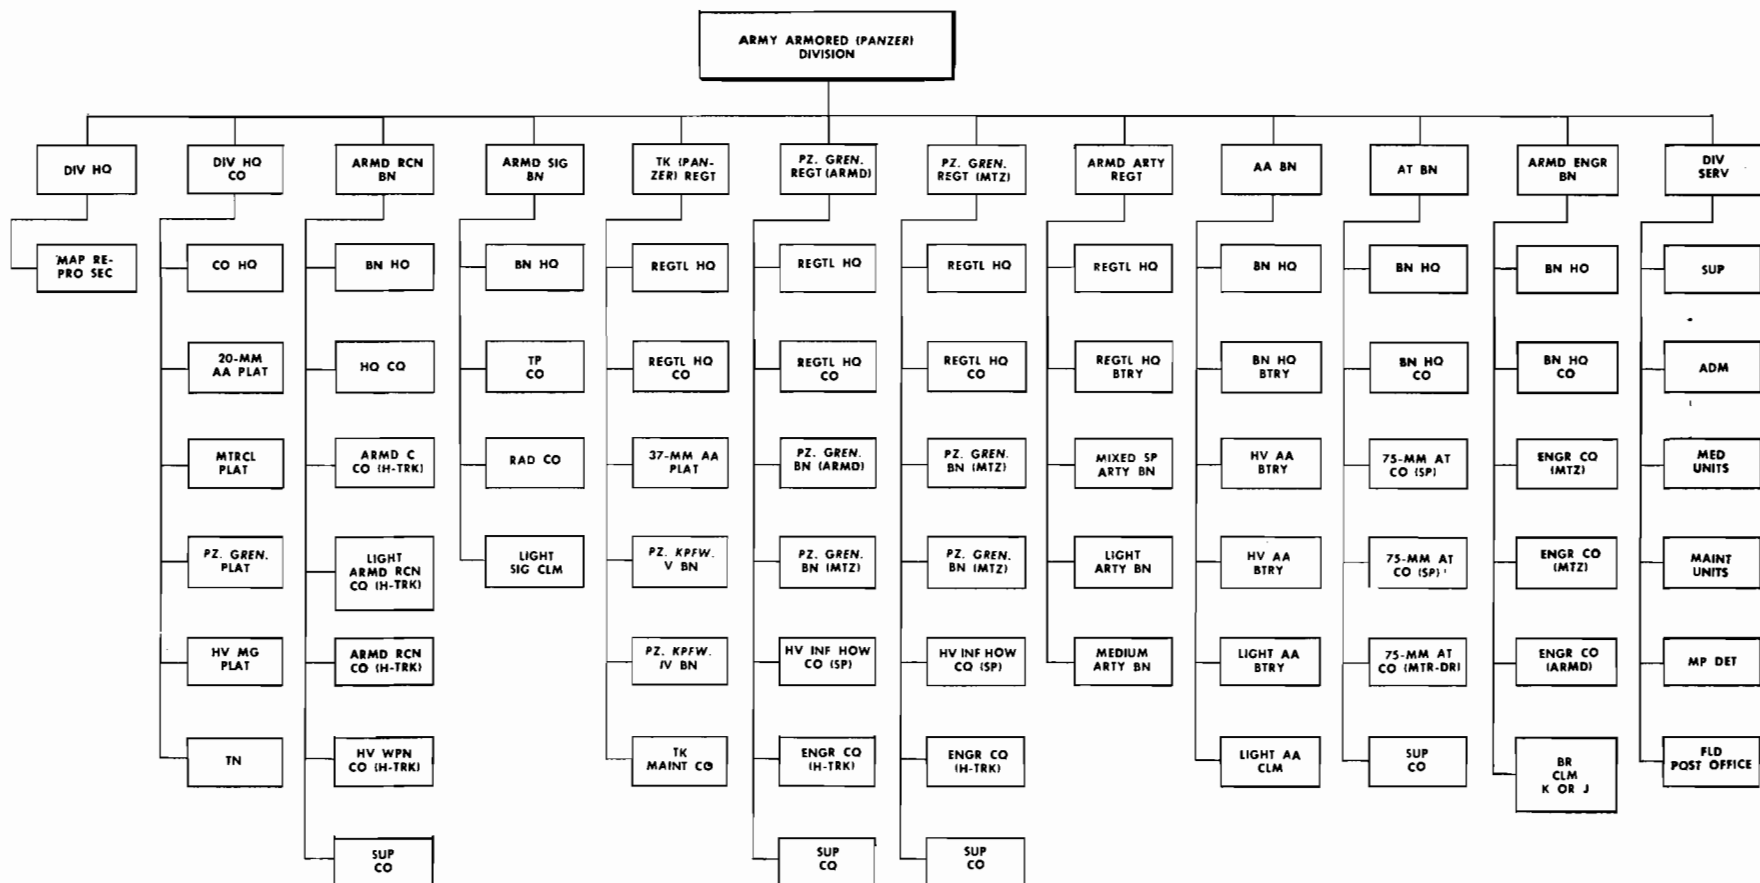 ARMY ARMORED (PANZER)
DIVISION
DIV HQ
DIV HQ
CO
ARMD RCN
BN
ARMD SIG
BN
TK (PAN-
ZER) REGT
PZ. GREN.
REGT (ARMD)
PZ. GREN.
REGT (MTZ)
ARMD ARTY
REGT
AA BN
AT BN
ARMD ENGR
BN
DIV
SERV
MAP RE-
PRO SEC
CO HQ
BN HQ
BN HQ
REGTL HQ
REGTL HQ
REGTL HQ
REGTL HQ
BN HQ
BN HQ
BN HQ
SUP
20-MM
AA PLAT
HQ CO
TP
CO
REGTL HQ
CO
REGTL HQ
CO
REGTL HQ
CO
REGTL HQ
BTRY
BN HQ
BTRY
BN HQ
CO
BN HQ
CO
ADM
MTRCL
PLAT
ARMD C
CO (H-TRK)
RAD CO
37-MM AA
PLAT
PZ. GREN.
BN (ARMD)
PZ. GREN.
BN (MTZ)
MIXED SP
ARTY BN
HV AA
BTRY
75-MM AT
CO (SP)
ENGR CO
(MTZ)
MED
UNITS
PZ. GREN.
PLAT
LIGHT
ARMD RCN
CO (H-TRK)
LIGHT
SIG CLM
PZ. KPFW.
V BN
PZ. GREN.
BN (MTZ)
PZ. GREN.
BN (MTZ)
LIGHT
ARTY BN
HV AA
BTRY
75-MM AT
CO (SP)
ENGR CO
(MTZ)
MAINT
UNITS
HV MG
PLAT
ARMD RCN
CO (H-TRK)
PZ. KPFW.
IV BN
HV INF HOW
CO (SP)
HV INF HOW
CO (SP)
MEDIUM
ARTY BN
LIGHT AA
BTRY
75-MM AT
CO (MTR-DR)
ENGR CO
(ARMD)
MP DET
TN
HV WPN
CO (H-TRK)
TK
MAINT CO
ENGR CO
(H-TRK)
ENGR CO
(H-TRK)
LIGHT AA
CLM
SUP
CO
BR
CLM
K OR J
FLD
POST OFFICE
SUP
CO
SUP
CO
SUP
CO